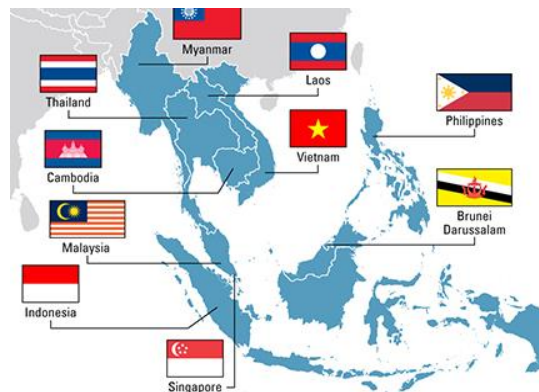 Myanmar
Laos
Thailand
Philippines
Vietnam
Cambodia
Brunei
Darussalam
Malaysia
Indonesia
Singapore